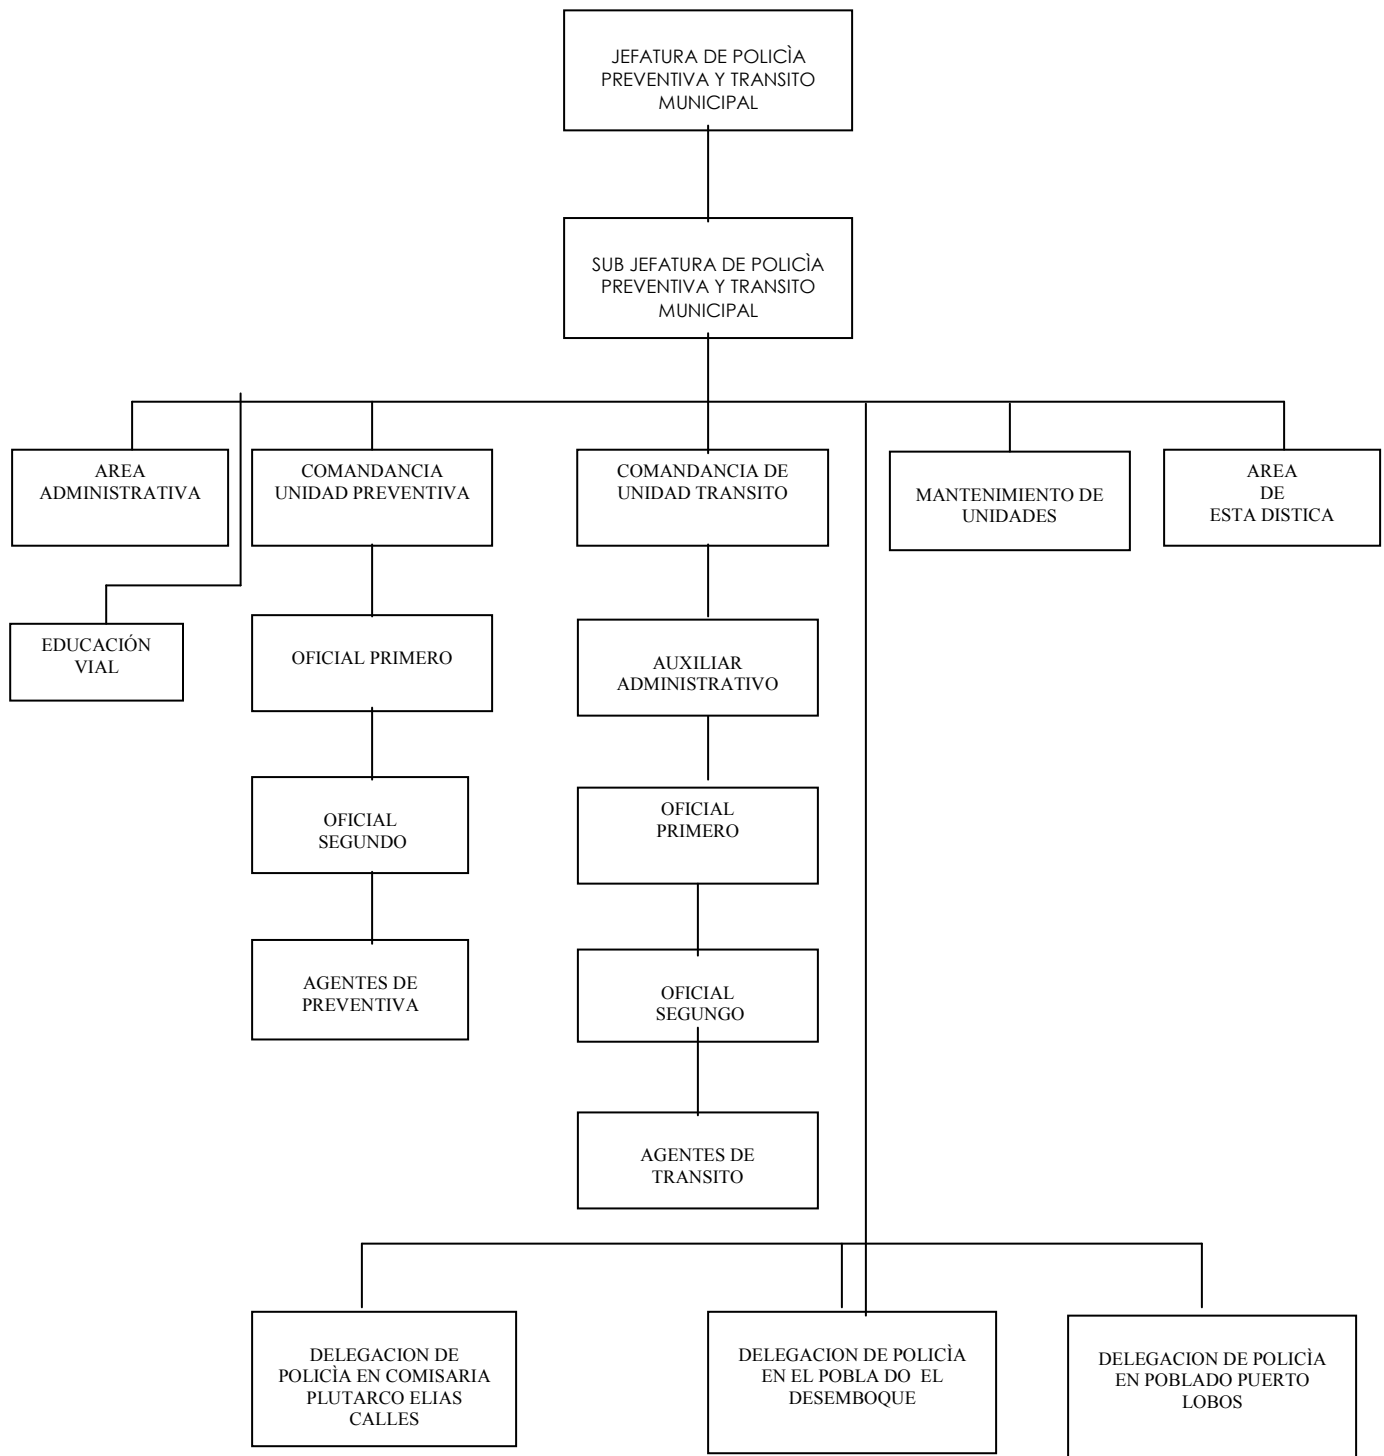 JEFATURA DE POLICÌA
PREVENTIVA Y TRANSITO
MUNICIPAL
SUB JEFATURA DE POLICÌA
PREVENTIVA Y TRANSITO
MUNICIPAL
AREA
ADMINISTRATIVA
COMANDANCIA
UNIDAD PREVENTIVA
COMANDANCIA DE
UNIDAD TRANSITO
MANTENIMIENTO DE
UNIDADES
AREA
DE
ESTA DISTICA
EDUCACIÓN
VIAL
OFICIAL PRIMERO
AUXILIAR
ADMINISTRATIVO
OFICIAL
SEGUNDO
OFICIAL
PRIMERO
AGENTES DE
PREVENTIVA
OFICIAL
SEGUNGO
AGENTES DE
TRANSITO
DELEGACION DE
POLICÌA EN COMISARIA
PLUTARCO ELIAS
CALLES
DELEGACION DE POLICÌA
EN EL POBLA DO EL
DESEMBOQUE
DELEGACION DE POLICÌA
EN POBLADO PUERTO
LOBOS